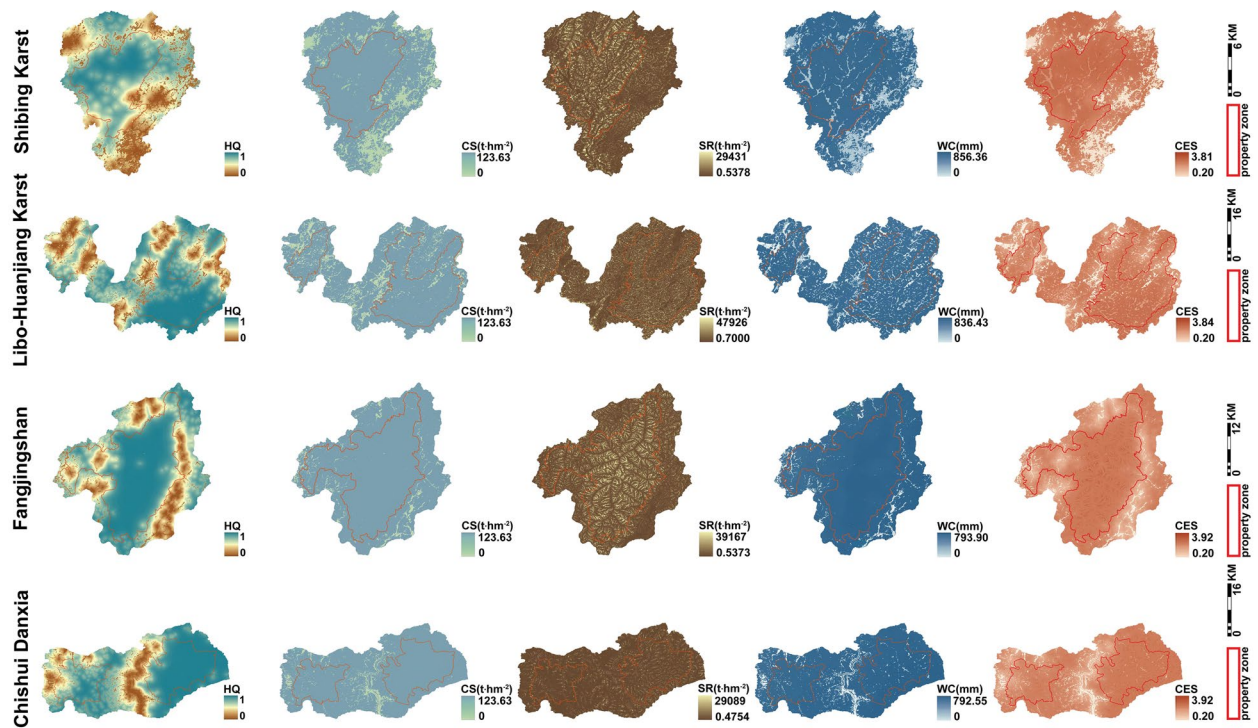 Shibing Karst
HQ
1
0
CS(t·hm⁻²)
123.63
0
SR(t·hm⁻²)
29431
0.5378
WC(mm)
856.36
0
CES
3.81
0.20
6 KM
0
property zone
Libo-Huanjiang Karst
HQ
1
0
CS(t·hm⁻²)
123.63
0
SR(t·hm⁻²)
47926
0.7000
WC(mm)
836.43
0
CES
3.84
0.20
16 KM
0
property zone
Fangjingshan
HQ
1
0
CS(t·hm⁻²)
123.63
0
SR(t·hm⁻²)
39167
0.5373
WC(mm)
793.90
0
CES
3.92
0.20
12 KM
0
property zone
Chishui Danxia
HQ
1
0
CS(t·hm⁻²)
123.63
0
SR(t·hm⁻²)
29089
0.4754
WC(mm)
792.55
0
CES
3.92
0.20
16 KM
0
property zone